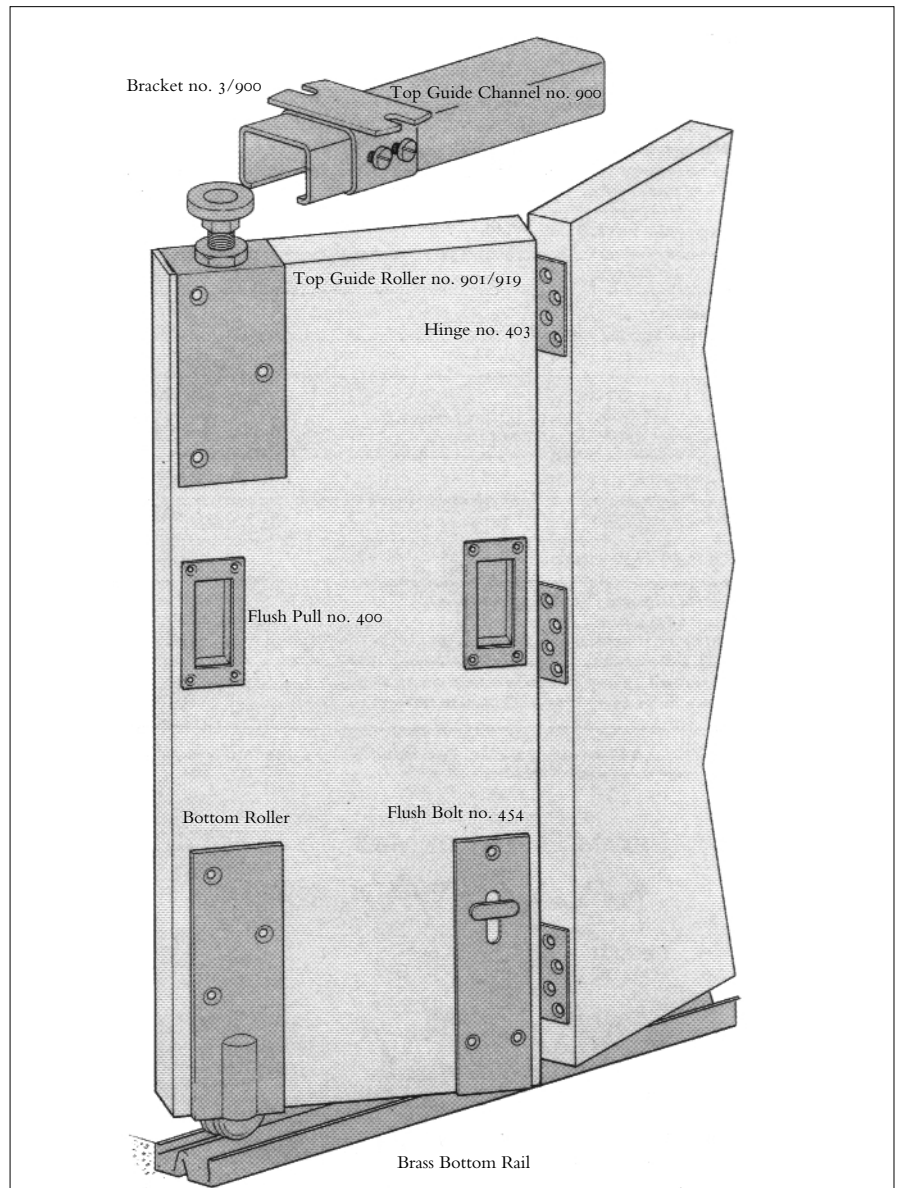 Bracket no. 3/900
Top Guide Channel no. 900
Top Guide Roller no. 901/919
Hinge no. 403
Flush Pull no. 400
Bottom Roller
Flush Bolt no. 454
Brass Bottom Rail